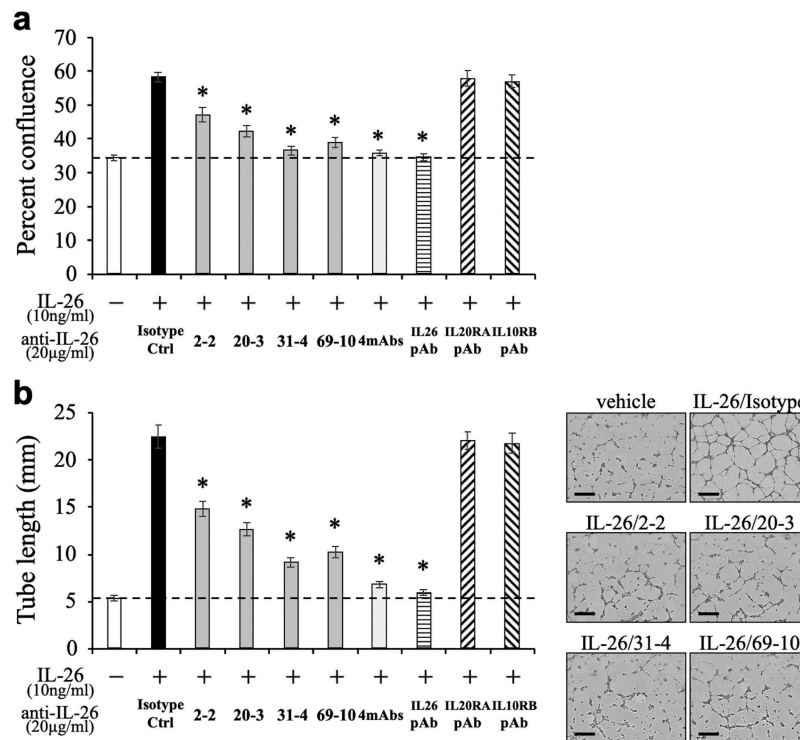 a
Percent confluence
70
60
50
40
30
20
10
0
* * * * * *
IL-26 − + + + + + + + +
(10ng/ml)
anti-IL-26 Isotype 2-2 20-3 31-4 69-10 4mAbs IL26 IL20RA IL10RB
(20μg/ml) Ctrl pAb pAb pAb
b
Tube length (mm)
25
20
15
10
5
0
* * * * * *
IL-26 − + + + + + + + +
(10ng/ml)
anti-IL-26 Isotype 2-2 20-3 31-4 69-10 4mAbs IL26 IL20RA IL10RB
(20μg/ml) Ctrl pAb pAb pAb
vehicle IL-26/Isotype
IL-26/2-2 IL-26/20-3
IL-26/31-4 IL-26/69-10